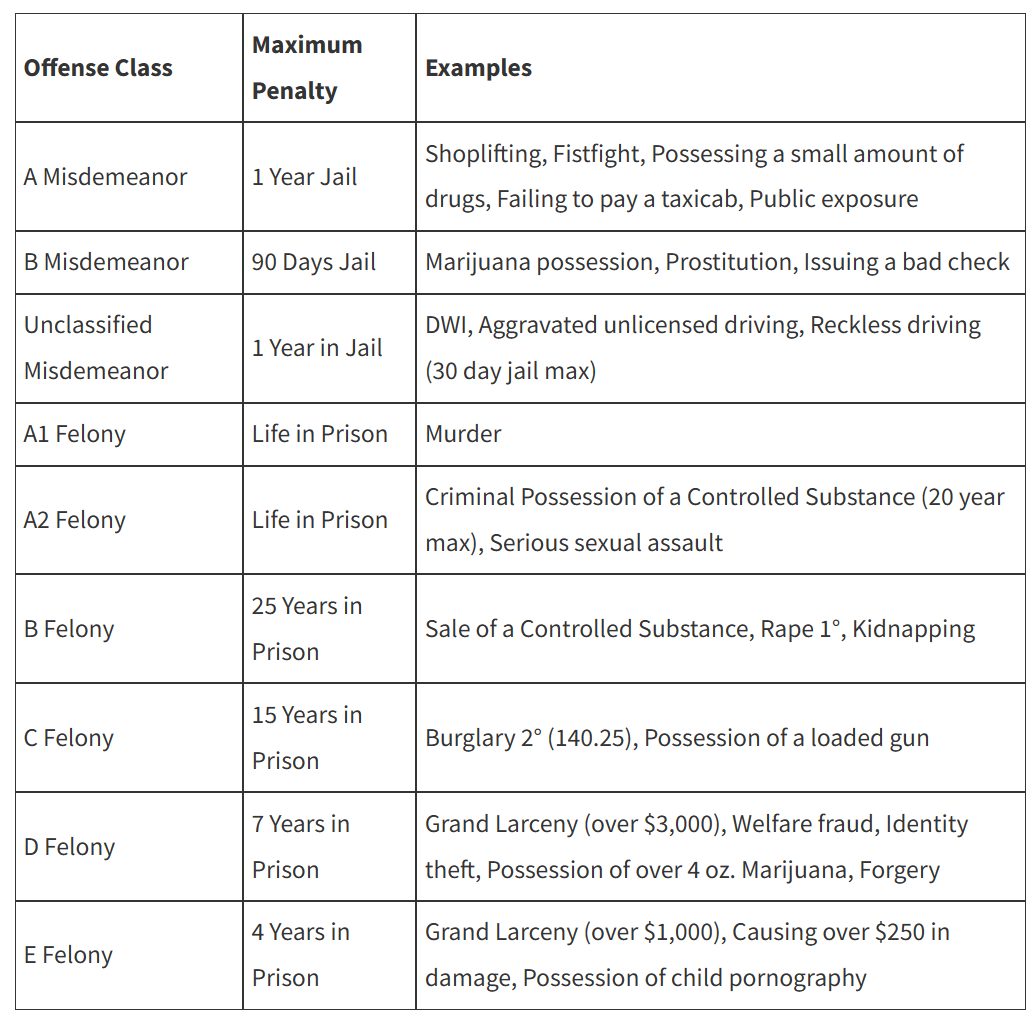 Offense Class
Maximum
Penalty
Examples
A Misdemeanor
1 Year Jail
Shoplifting, Fistfight, Possessing a small amount of
drugs, Failing to pay a taxicab, Public exposure
B Misdemeanor
90 Days Jail
Marijuana possession, Prostitution, Issuing a bad check
Unclassified
Misdemeanor
1 Year in Jail
DWI, Aggravated unlicensed driving, Reckless driving
(30 day jail max)
A1 Felony
Life in Prison
Murder
A2 Felony
Life in Prison
Criminal Possession of a Controlled Substance (20 year
max), Serious sexual assault
B Felony
25 Years in
Prison
Sale of a Controlled Substance, Rape 1°, Kidnapping
C Felony
15 Years in
Prison
Burglary 2° (140.25), Possession of a loaded gun
D Felony
7 Years in
Prison
Grand Larceny (over $3,000), Welfare fraud, Identity
theft, Possession of over 4 oz. Marijuana, Forgery
E Felony
4 Years in
Prison
Grand Larceny (over $1,000), Causing over $250 in
damage, Possession of child pornography